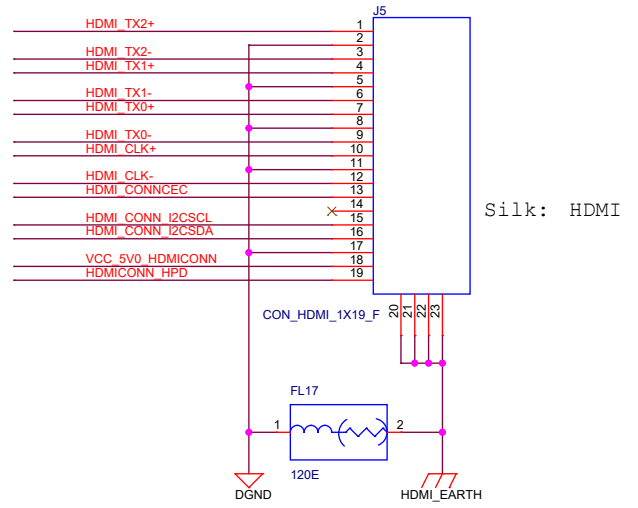 J5
HDMI_TX2+ 1
2
HDMI_TX2- 3
HDMI_TX1+ 4
5
HDMI_TX1- 6
HDMI_TX0+ 7
8
HDMI_TX0- 9
HDMI_CLK+ 10
11
HDMI_CLK- 12
HDMI_CONNCEC 13
14
HDMI_CONN_I2CSCL 15
HDMI_CONN_I2CSDA 16
17
VCC_5V0_HDMICONN 18
HDMICONN_HPD 19
Silk: HDMI
CON_HDMI_1X19_F
20 21 22 23
FL17
1 2
120E
DGND
HDMI_EARTH